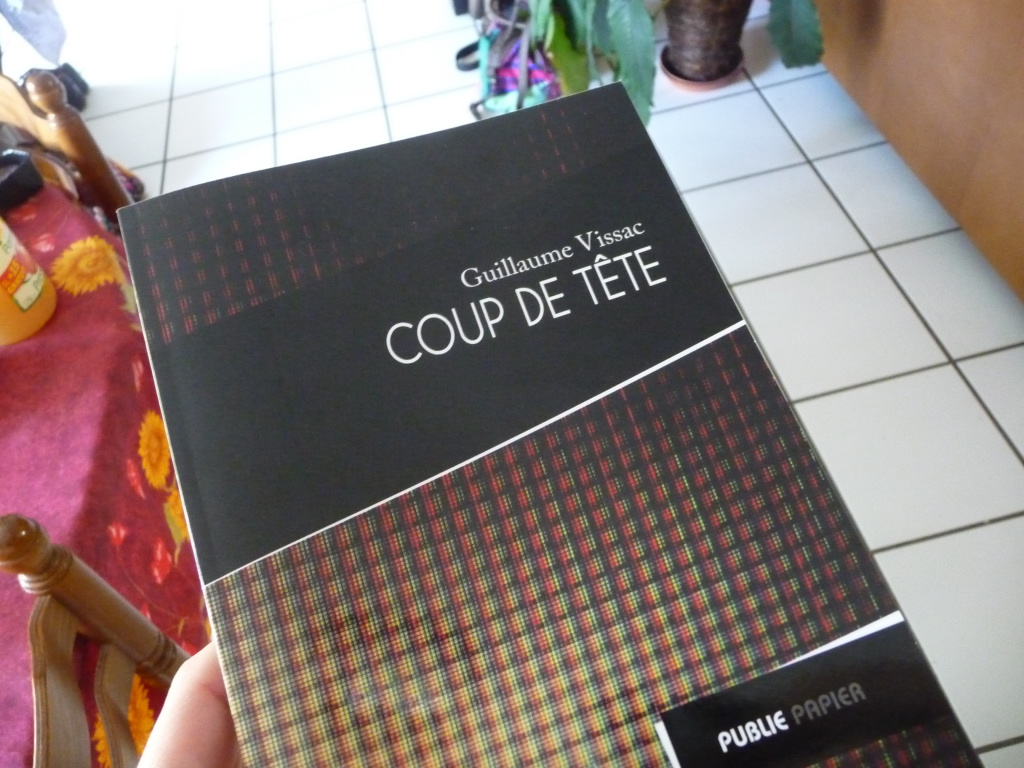 Guillaume Vissac
COUP DE TÊTE
PUBLIE PAPIER